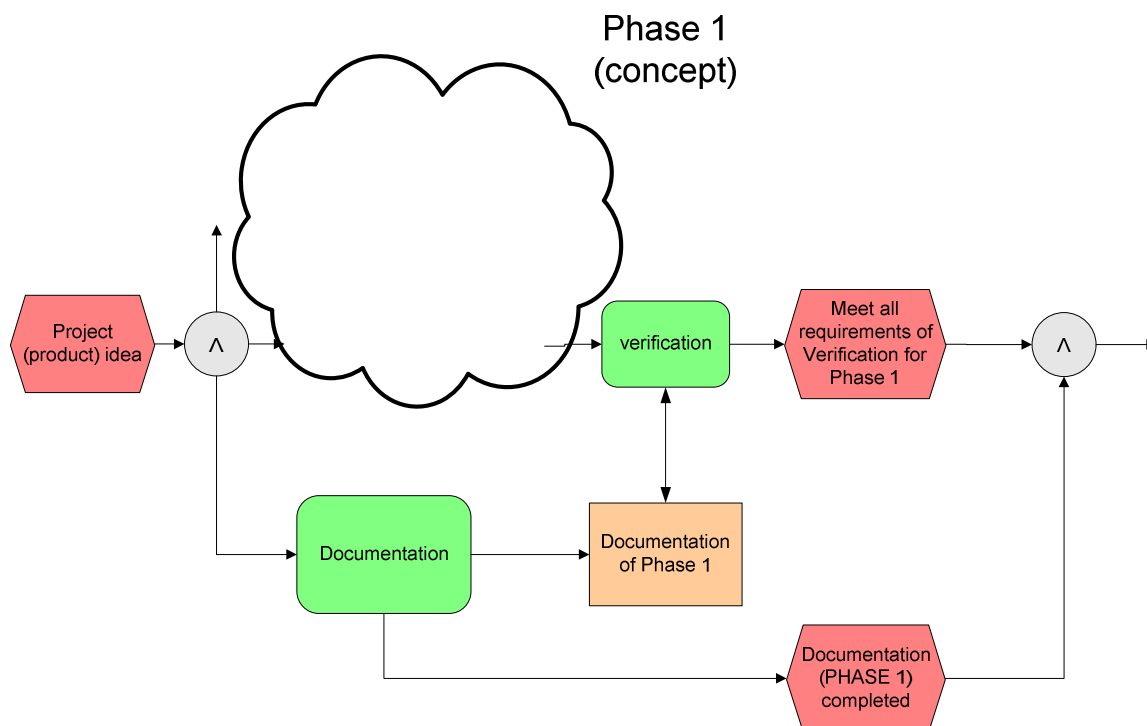 Phase 1
(concept)
Project
(product) idea
^
verification
Meet all
requirements of
Verification for
Phase 1
^
Documentation
Documentation
of Phase 1
Documentation
(PHASE 1)
completed